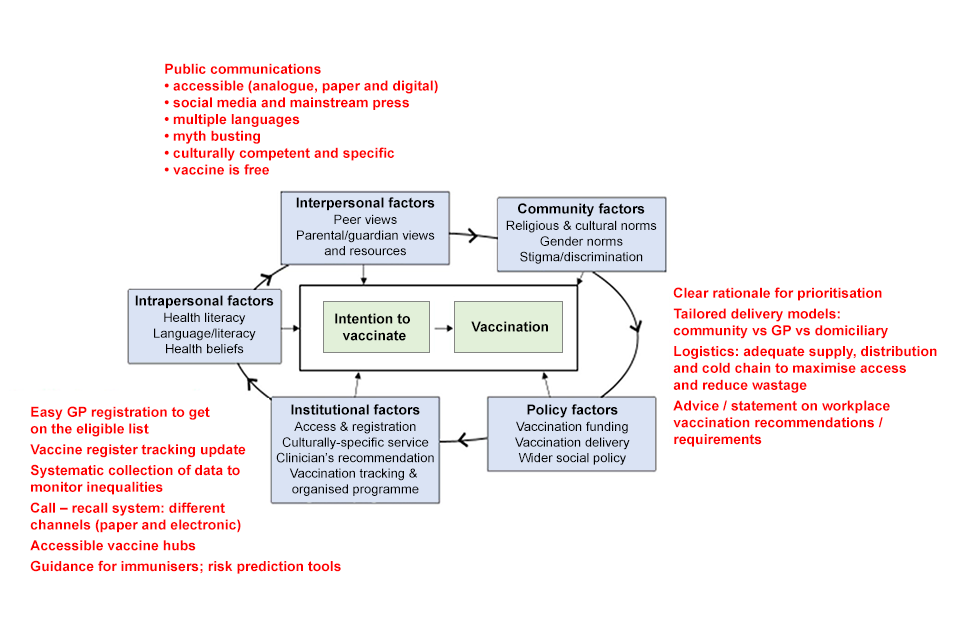 Public communications
• accessible (analogue, paper and digital)
• social media and mainstream press
• multiple languages
• myth busting
• culturally competent and specific
• vaccine is free
Interpersonal factors
Peer views
Parental/guardian views
and resources
Community factors
Religious & cultural norms
Gender norms
Stigma/discrimination
Intrapersonal factors
Health literacy
Language/literacy
Health beliefs
Intention to
vaccinate
Vaccination
Clear rationale for prioritisation
Tailored delivery models:
community vs GP vs domiciliary
Logistics: adequate supply, distribution
and cold chain to maximise access
and reduce wastage
Advice / statement on workplace
vaccination recommendations /
requirements
Institutional factors
Access & registration
Culturally-specific service
Clinician's recommendation
Vaccination tracking &
organised programme
Policy factors
Vaccination funding
Vaccination delivery
Wider social policy
Easy GP registration to get
on the eligible list
Vaccine register tracking update
Systematic collection of data to
monitor inequalities
Call – recall system: different
channels (paper and electronic)
Accessible vaccine hubs
Guidance for immunisers; risk prediction tools